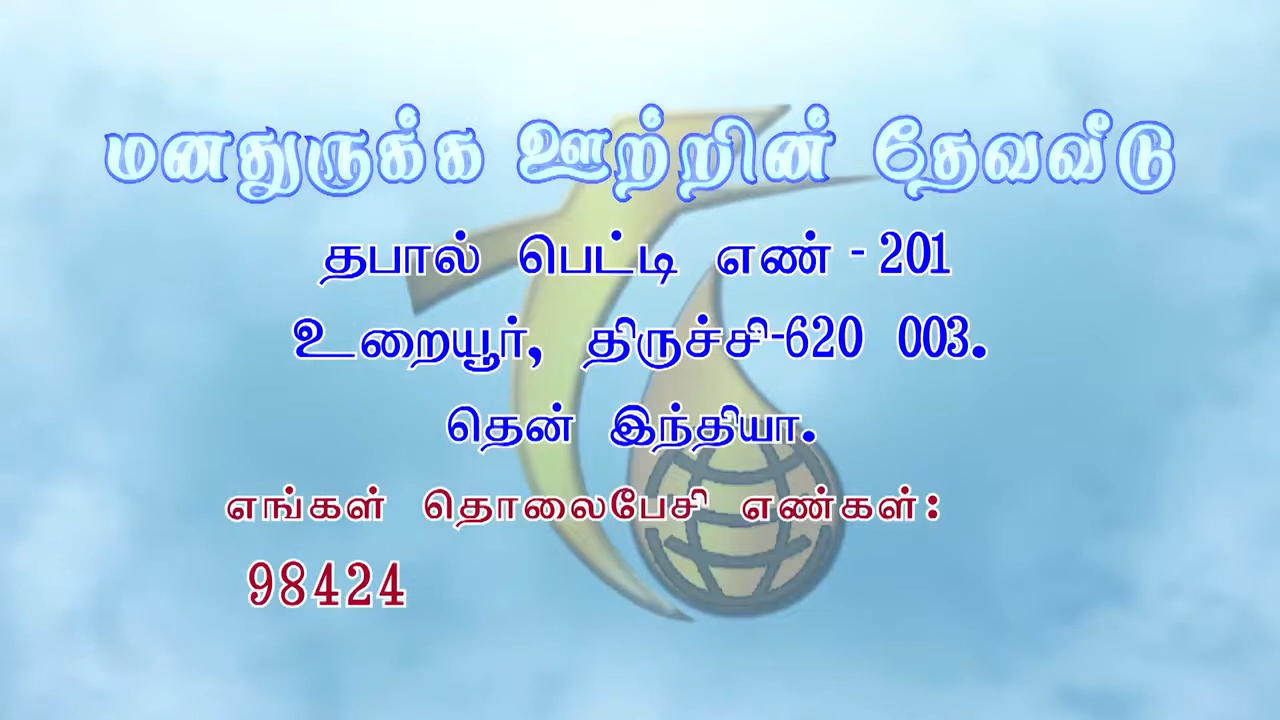 மனதுருக்க ஊற்றின் தேவவீடு
தபால் பெட்டி எண் - 201
உறையூர், திருச்சி-620 003.
தென் இந்தியா.
எங்கள் தொலைபேசி எண்கள்:
98424